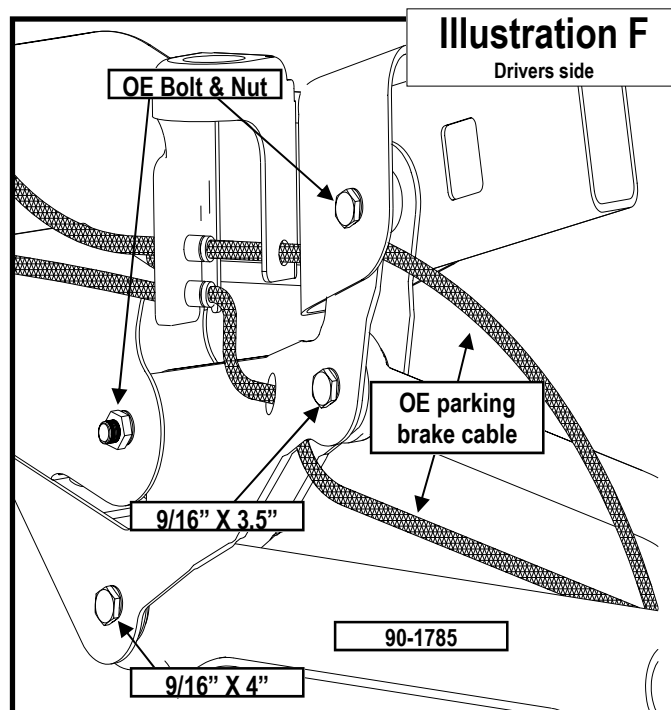 Illustration F
Drivers side
OE Bolt & Nut
OE parking
brake cable
9/16” X 3.5”
90-1785
9/16” X 4”